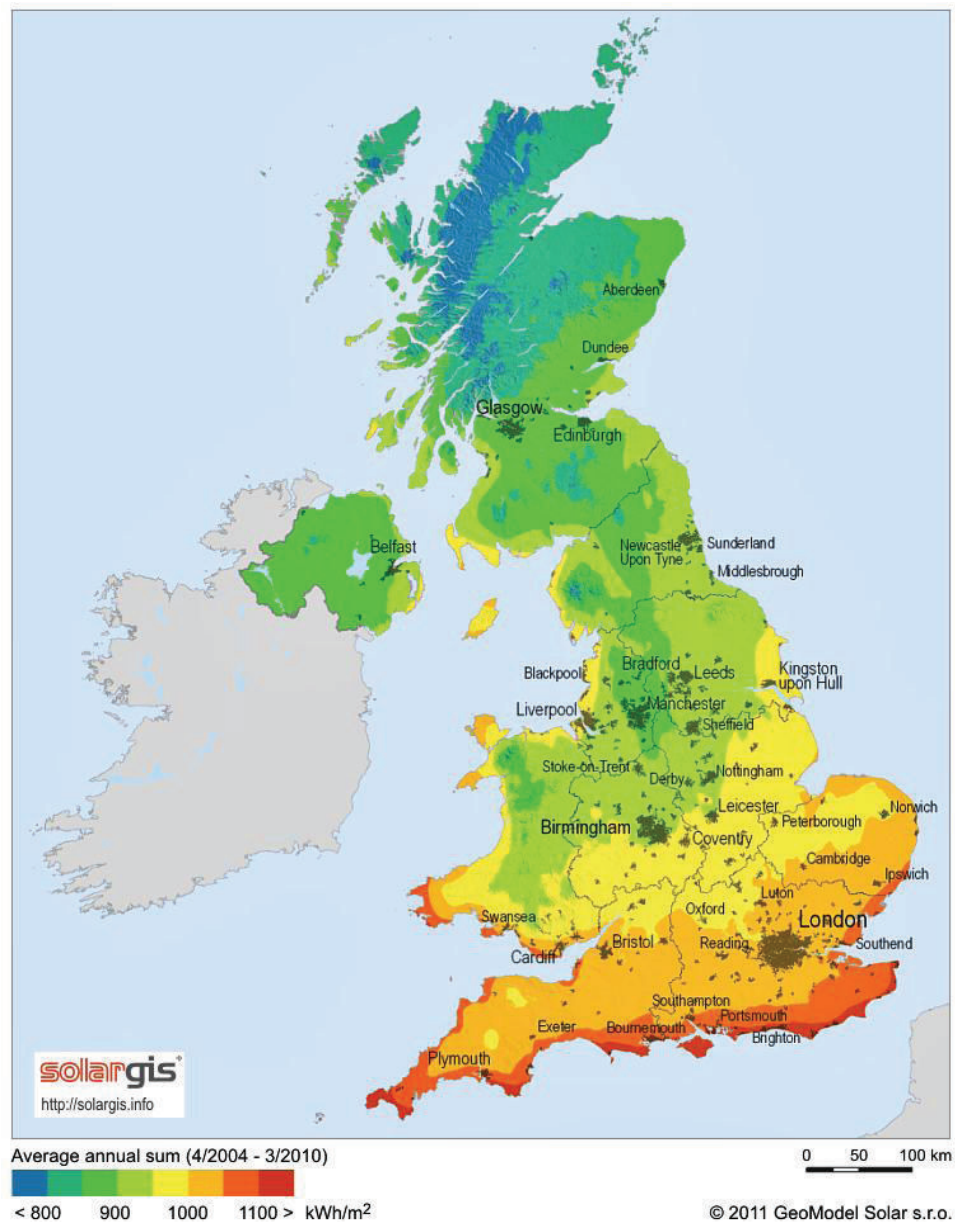 Aberdeen
Dundee
Glasgow
Edinburgh
Belfast
Newcastle
Upon Tyne
Sunderland
Middlesbrough
Blackpool
Bradford
Leeds
Kingston
upon Hull
Liverpool
Manchester
Sheffield
Stoke-on-Trent
Derby
Nottingham
Leicester
Norwich
Birmingham
Peterborough
Coventry
Cambridge
Ipswich
Luton
Swansea
Oxford
London
Cardiff
Bristol
Reading
Southend
Southampton
Portsmouth
Exeter
Bournemouth
Brighton
Plymouth
solargis
http://solargis.info
Average annual sum (4/2004 - 3/2010)
0 50 100 km
< 800 900 1000 1100 > kWh/m²
© 2011 GeoModel Solar s.r.o.